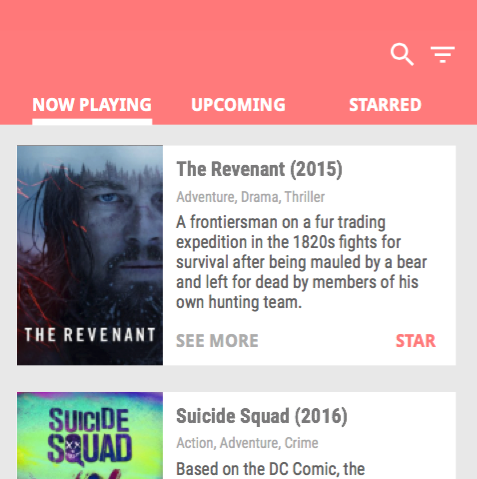 NOW PLAYING UPCOMING STARRED
The Revenant (2015)
Adventure, Drama, Thriller
A frontiersman on a fur trading
expedition in the 1820s fights for
survival after being mauled by a bear
and left for dead by members of his
own hunting team.
THE REVENANT
SEE MORE STAR
SUICIDE
SQUAD
Suicide Squad (2016)
Action, Adventure, Crime
Based on the DC Comic, the